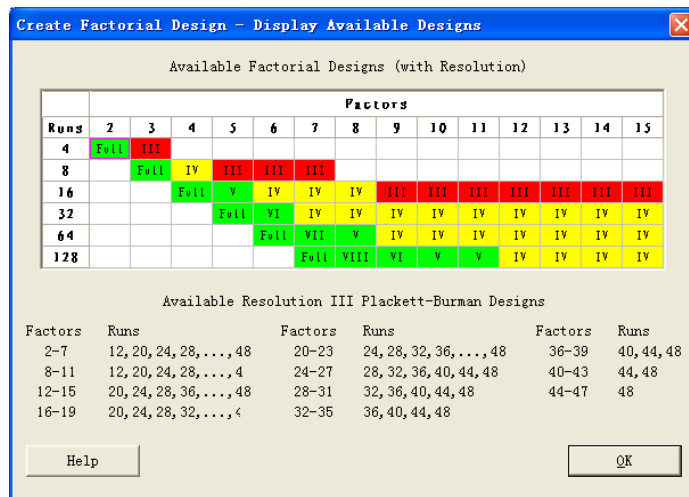 Create Factorial Design - Display Available Designs
Available Factorial Designs (with Resolution)
Factors
Runs 2 3 4 5 6 7 8 9 10 11 12 13 14 15
4 Full III
8 Full IV III III III
16 Full V IV IV IV III III III III III III III
32 Full VI IV IV IV IV IV IV IV IV IV
64 Full VII V IV IV IV IV IV IV IV
128 Full VIII VI V V IV IV IV IV
Available Resolution III Plackett-Burman Designs
Factors Runs Factors Runs Factors Runs
2-7 12,20,24,28,...,48 20-23 24,28,32,36,...,48 36-39 40,44,48
8-11 12,20,24,28,...,4 24-27 28,32,36,40,44,48 40-43 44,48
12-15 20,24,28,36,...,48 28-31 32,36,40,44,48 44-47 48
16-19 20,24,28,32,...,4 32-35 36,40,44,48
Help OK